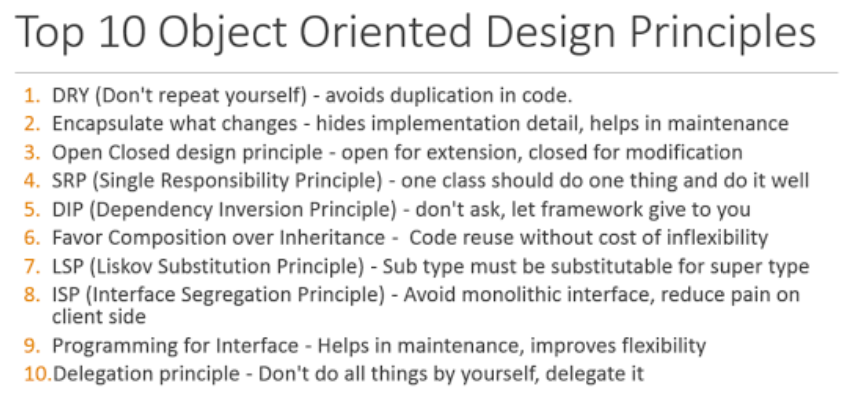 Top 10 Object Oriented Design Principles
1. DRY (Don't repeat yourself) - avoids duplication in code.
2. Encapsulate what changes - hides implementation detail, helps in maintenance
3. Open Closed design principle - open for extension, closed for modification
4. SRP (Single Responsibility Principle) - one class should do one thing and do it well
5. DIP (Dependency Inversion Principle) - don't ask, let framework give to you
6. Favor Composition over Inheritance - Code reuse without cost of inflexibility
7. LSP (Liskov Substitution Principle) - Sub type must be substitutable for super type
8. ISP (Interface Segregation Principle) - Avoid monolithic interface, reduce pain on
client side
9. Programming for Interface - Helps in maintenance, improves flexibility
10.Delegation principle - Don't do all things by yourself, delegate it